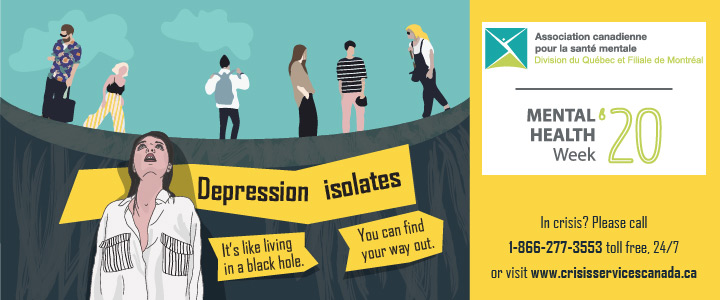 Depression isolates
It's like living
in a black hole.
You can find
your way out.
Association canadienne
pour la santé mentale
Division du Québec et Filiale de Montréal
MENTAL
HEALTH
Week
'20
In crisis? Please call
1-866-277-3553 toll free, 24/7
or visit www.crisisservicescanada.ca